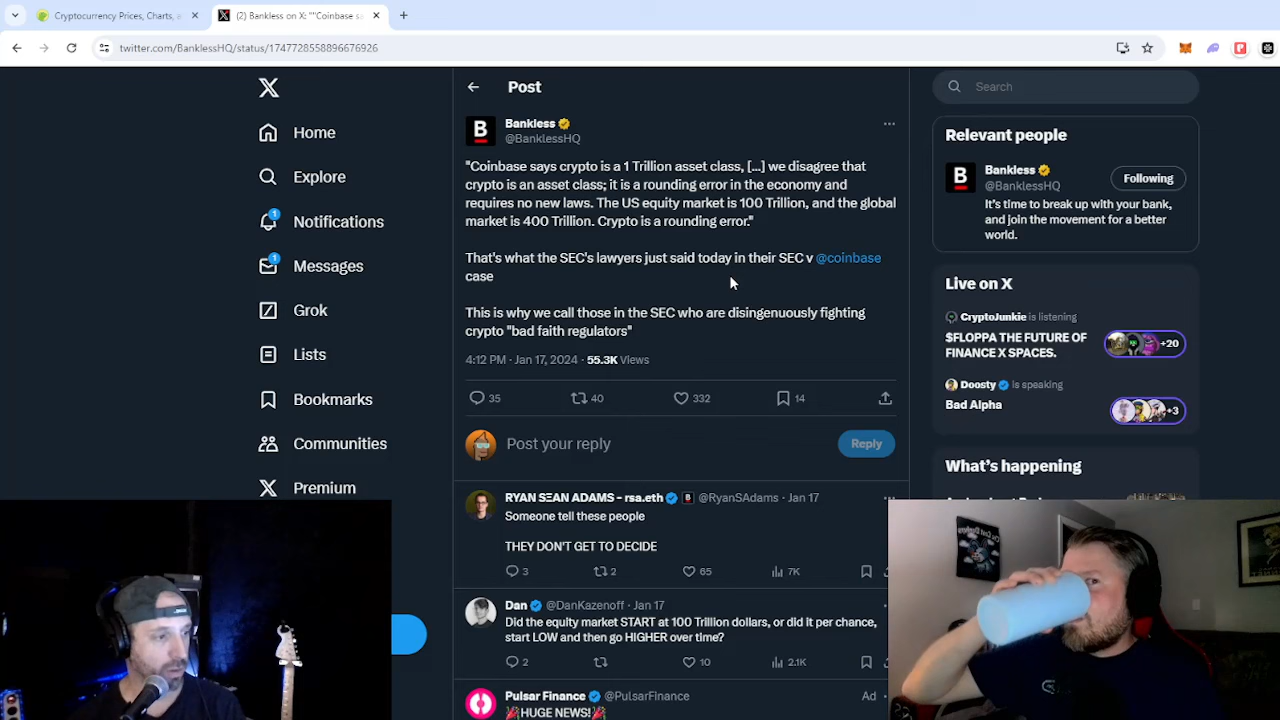 Cryptocurrency Prices, Charts, 
(2) Bankless on X: ""Coinbase sa
twitter.com/BanklessHQ/status/1747728558896676926
Home
Explore
1
Notifications
1
Messages
Grok
Lists
Bookmarks
Communities
Premium
Post
Bankless
@BanklessHQ
"Coinbase says crypto is a 1 Trillion asset class, [...] we disagree that
crypto is an asset class; it is a rounding error in the economy and
requires no new laws. The US equity market is 100 Trillion, and the global
market is 400 Trillion. Crypto is a rounding error."
That's what the SEC's lawyers just said today in their SEC v @coinbase
case
This is why we call those in the SEC who are disingenuously fighting
crypto "bad faith regulators"
4:12 PM · Jan 17, 2024 · 55.3K Views
35 40 332 14
Post your reply
Reply
RYAN SΞAN ADAMS - rsa.eth @RyanSAdams · Jan 17
Someone tell these people
THEY DON'T GET TO DECIDE
3 2 65 7K
Dan @DanKazenoff · Jan 17
Did the equity market START at 100 Trillion dollars, or did it per chance,
start LOW and then go HIGHER over time?
2 10 2.1K
Pulsar Finance @PulsarFInance Ad
HUGE NEWS!
Search
Relevant people
Bankless
@BanklessHQ
Following
It's time to break up with your bank,
and join the movement for a better
world.
Live on X
CryptoJunkie is listening
$FLOPPA THE FUTURE OF
FINANCE X SPACES.
+20
Doosty is speaking
Bad Alpha
+3
What's happening